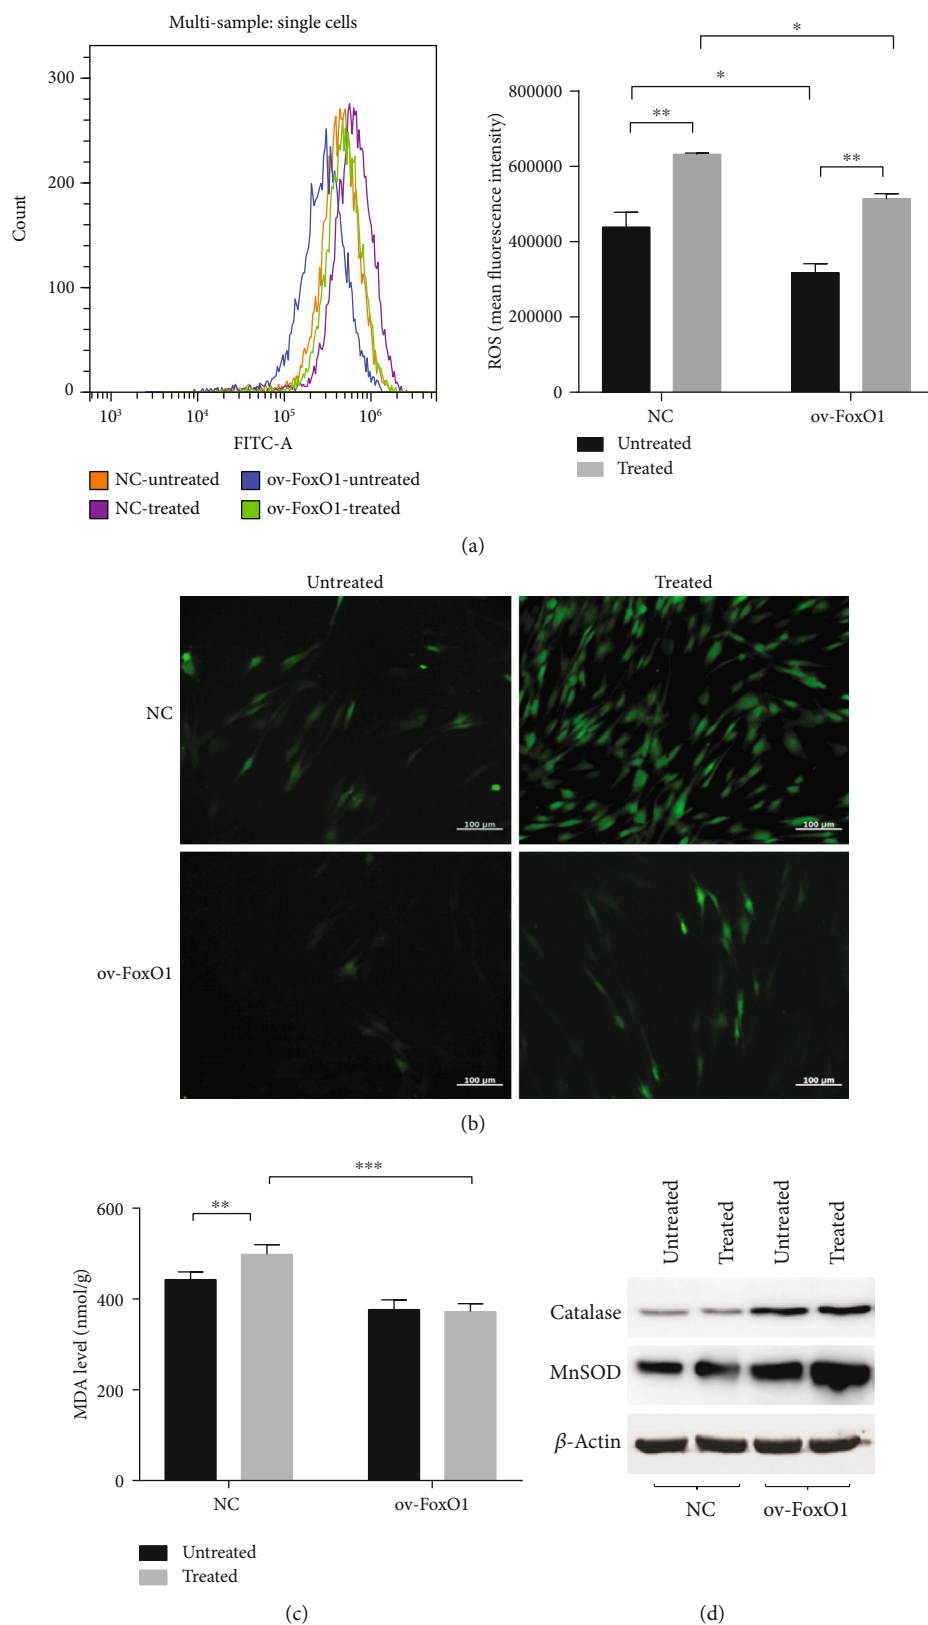 Multi-sample: single cells
300
200
100
0
Count
10³ 10⁴ 10⁵ 10⁶
FITC-A
NC-untreated ov-FoxO1-untreated
NC-treated ov-FoxO1-treated
* 
*
**
**
800000
600000
400000
200000
0
ROS (mean fluorescence intensity)
NC ov-FoxO1
Untreated
Treated
(a)
Untreated Treated
NC
100 µm 100 µm
ov-FoxO1
100 µm 100 µm
(b)
***
**
600
400
200
0
MDA level (nmol/g)
NC ov-FoxO1
Untreated
Treated
(c)
Untreated Treated Untreated Treated
Catalase
MnSOD
β-Actin
NC ov-FoxO1
(d)